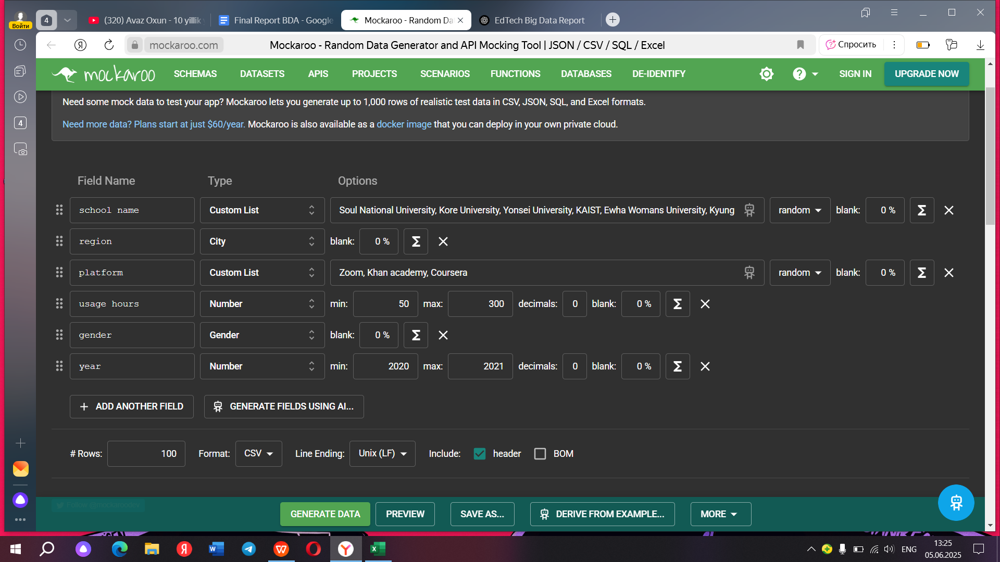 Войти
4
(320) Avaz Oxun - 10 yillik
Final Report BDA - Google
Mockaroo - Random Da
EdTech Big Data Report
mockaroo.com
Mockaroo - Random Data Generator and API Mocking Tool | JSON / CSV / SQL / Excel
Спросить
mockaroo
SCHEMAS
DATASETS
APIS
PROJECTS
SCENARIOS
FUNCTIONS
DATABASES
DE-IDENTIFY
SIGN IN
UPGRADE NOW
4
Need some mock data to test your app? Mockaroo lets you generate up to 1,000 rows of realistic test data in CSV, JSON, SQL, and Excel formats.
Need more data? Plans start at just $60/year. Mockaroo is also available as a docker image that you can deploy in your own private cloud.
Field Name Type Options
school name Custom List Soul National University, Kore University, Yonsei University, KAIST, Ewha Womans University, Kyung random blank: 0 % Σ
region City blank: 0 % Σ
platform Custom List Zoom, Khan academy, Coursera random blank: 0 % Σ
usage hours Number min: 50 max: 300 decimals: 0 blank: 0 % Σ
gender Gender blank: 0 % Σ
year Number min: 2020 max: 2021 decimals: 0 blank: 0 % Σ
ADD ANOTHER FIELD
GENERATE FIELDS USING AI...
# Rows: 100 Format: CSV Line Ending: Unix (LF) Include: header BOM
Follow @mockaroodev
GENERATE DATA
PREVIEW
SAVE AS...
DERIVE FROM EXAMPLE...
MORE
ENG
13:25
05.06.2025